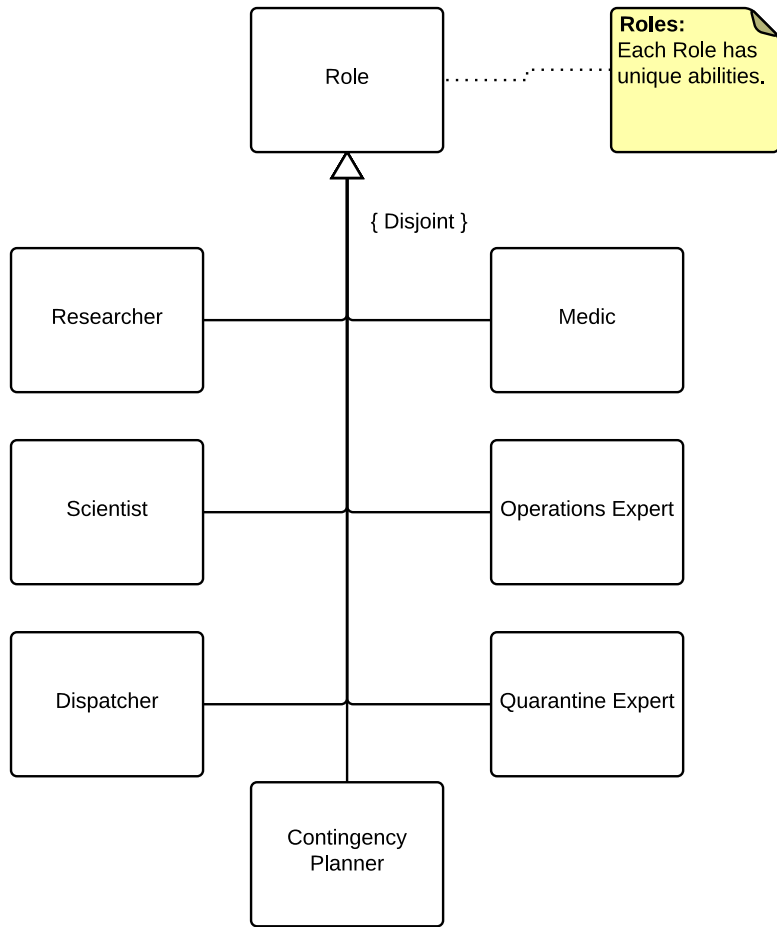 Role
Roles:
Each Role has
unique abilities.
{ Disjoint }
Researcher
Medic
Scientist
Operations Expert
Dispatcher
Quarantine Expert
Contingency
Planner